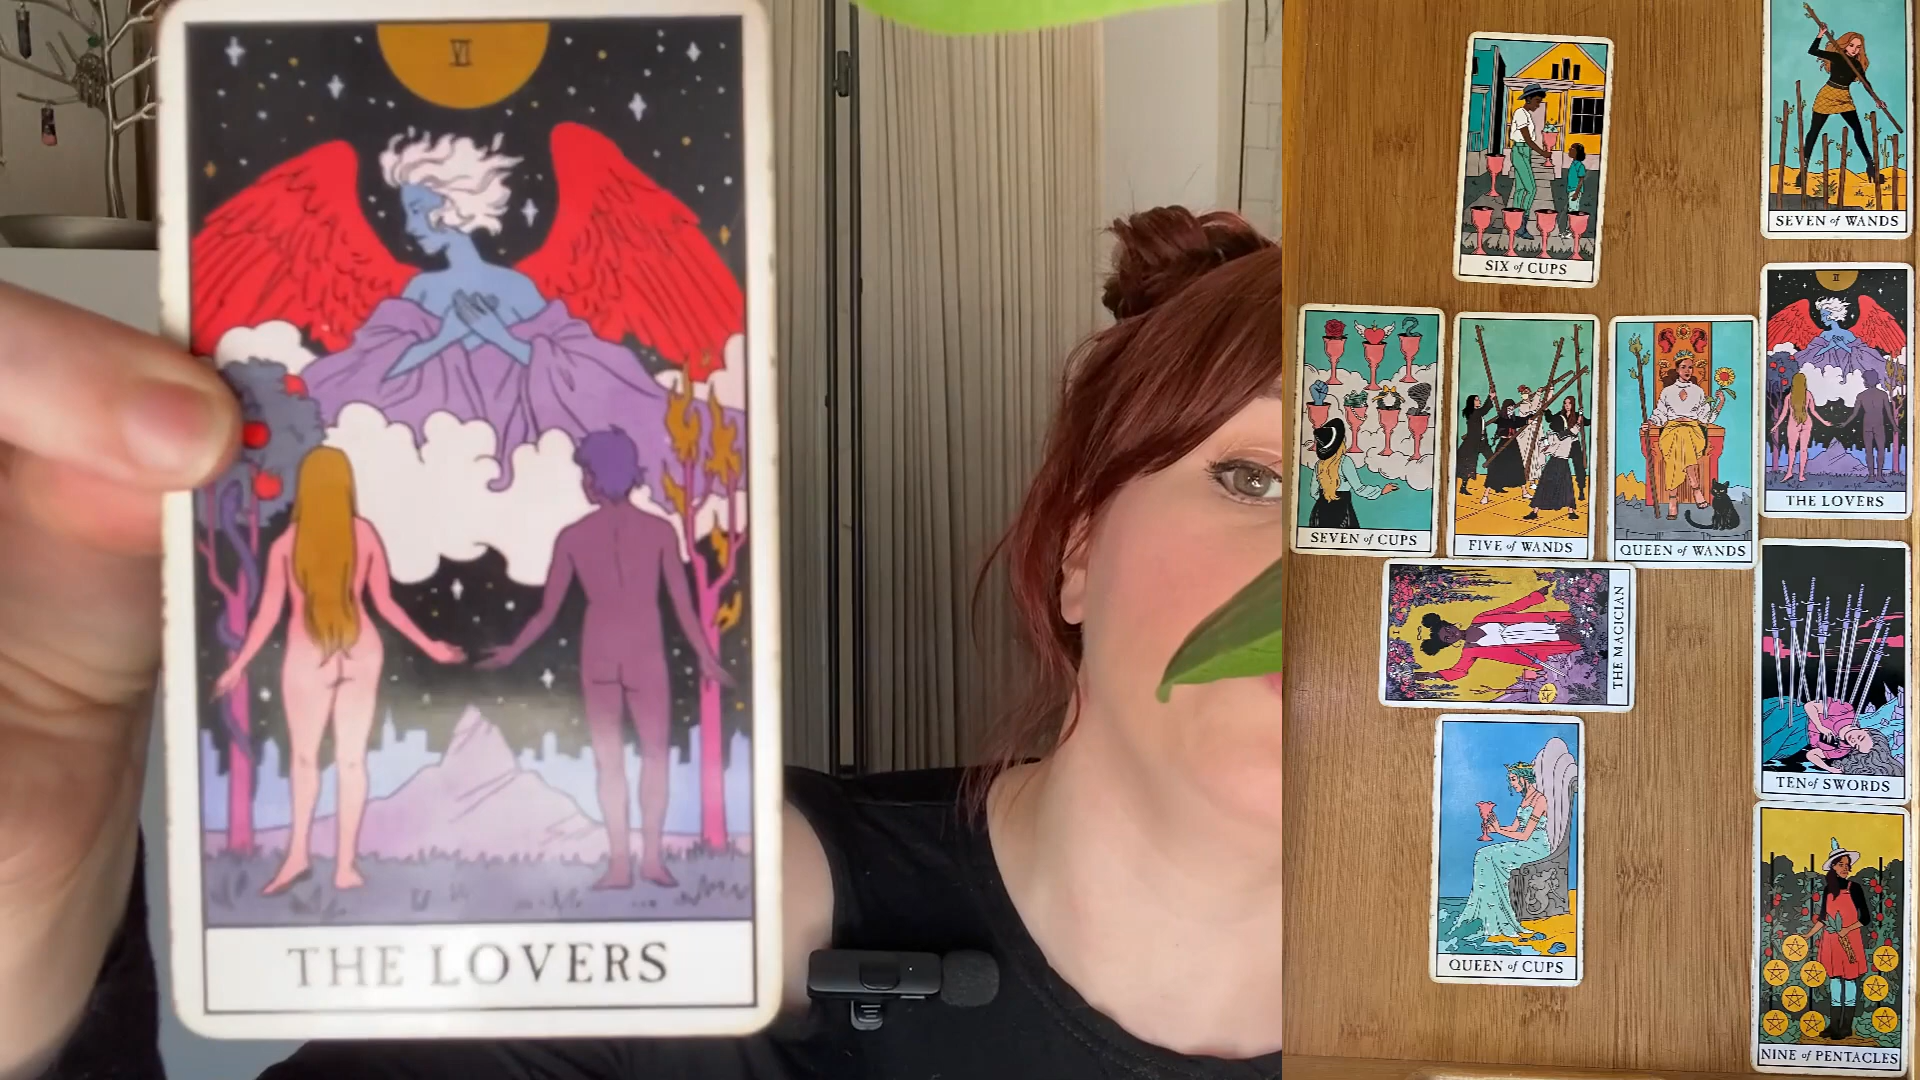 VI
THE LOVERS
SIX of CUPS
SEVEN of WANDS
SEVEN of CUPS
FIVE of WANDS
QUEEN of WANDS
VI
THE LOVERS
I
THE MAGICIAN
TEN of SWORDS
QUEEN of CUPS
NINE of PENTACLES